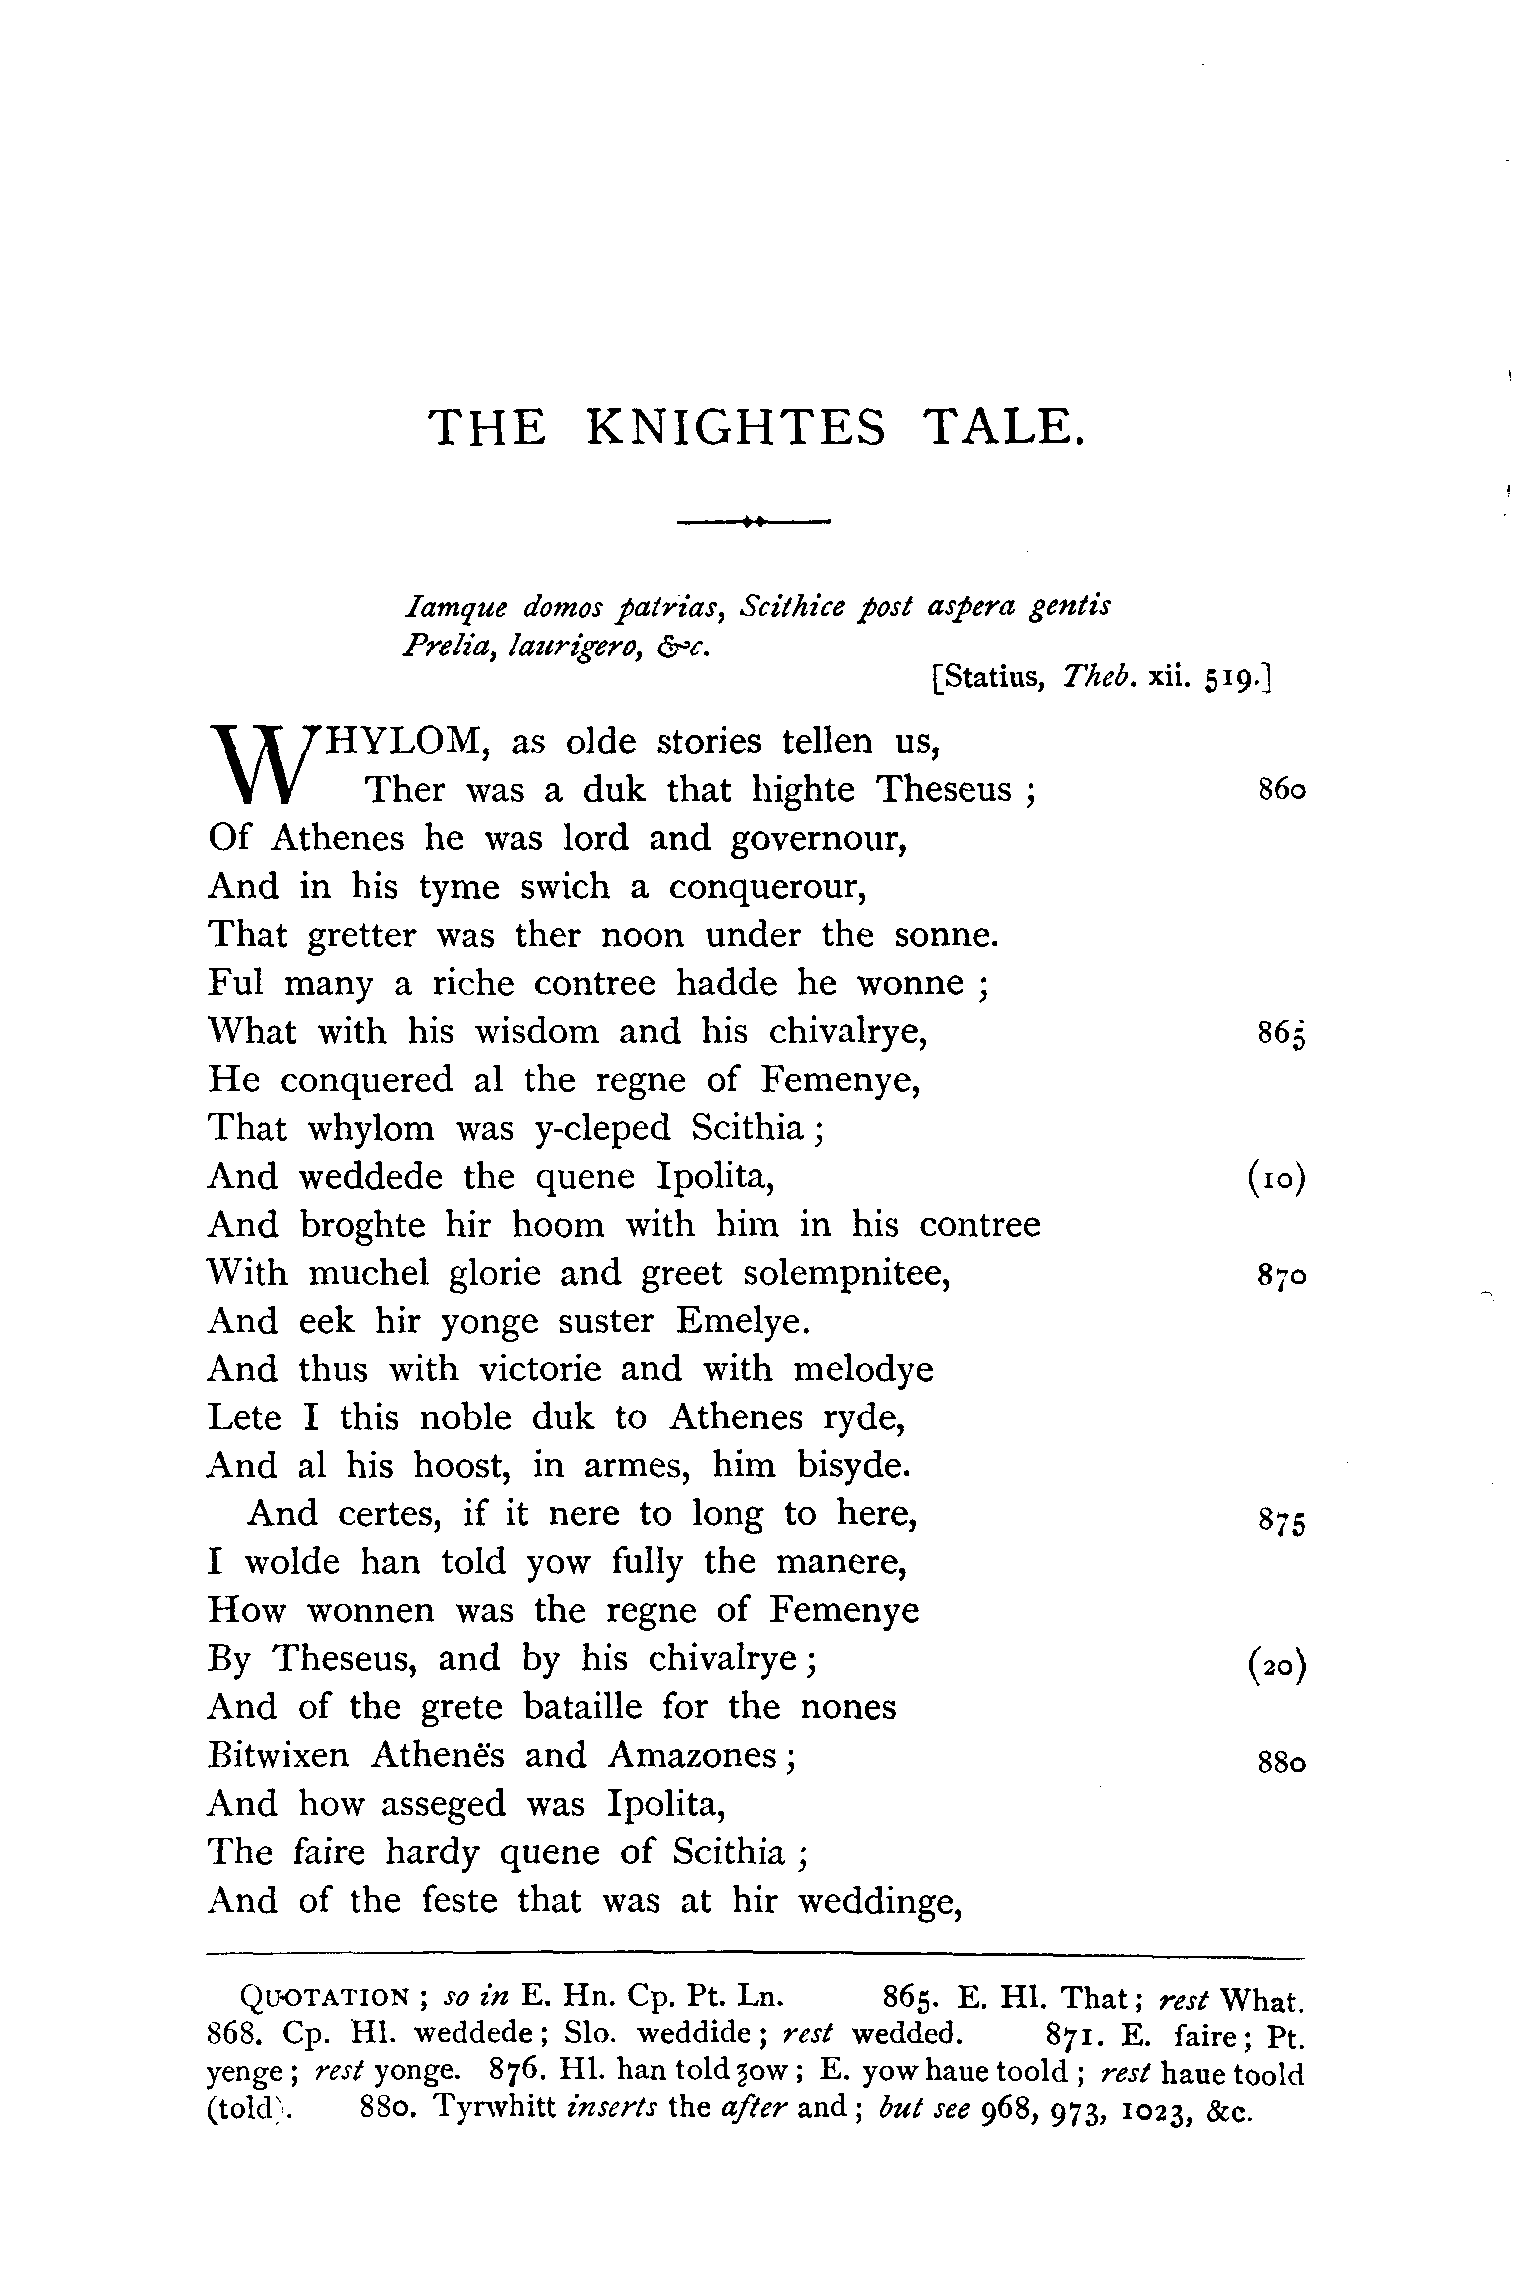 THE KNIGHTES TALE.
Iamque domos patrias, Scithice post aspera gentis
Prelia, laurigero, &c.
[Statius, Theb. xii. 519.]
WHYLOM, as olde stories tellen us,
Ther was a duk that highte Theseus ; 860
Of Athenes he was lord and governour,
And in his tyme swich a conquerour,
That gretter was ther noon under the sonne.
Ful many a riche contree hadde he wonne ;
What with his wisdom and his chivalrye, 865
He conquered al the regne of Femenye,
That whylom was y-cleped Scithia ;
And weddede the quene Ipolita, (10)
And broghte hir hoom with him in his contree
With muchel glorie and greet solempnitee, 870
And eek hir yonge suster Emelye.
And thus with victorie and with melodye
Lete I this noble duk to Athenes ryde,
And al his hoost, in armes, him bisyde.
And certes, if it nere to long to here, 875
I wolde han told yow fully the manere,
How wonnen was the regne of Femenye
By Theseus, and by his chivalrye ; (20)
And of the grete bataille for the nones
Bitwixen Athenës and Amazones ; 880
And how asseged was Ipolita,
The faire hardy quene of Scithia ;
And of the feste that was at hir weddinge,
QUOTATION ; so in E. Hn. Cp. Pt. Ln. 865. E. Hl. That ; rest What.
868. Cp. Hl. weddede ; Slo. weddide ; rest wedded. 871. E. faire ; Pt.
yenge ; rest yonge. 876. Hl. han told ȝow ; E. yow haue toold ; rest haue toold
(told). 880. Tyrwhitt inserts the after and ; but see 968, 973, 1023, &c.